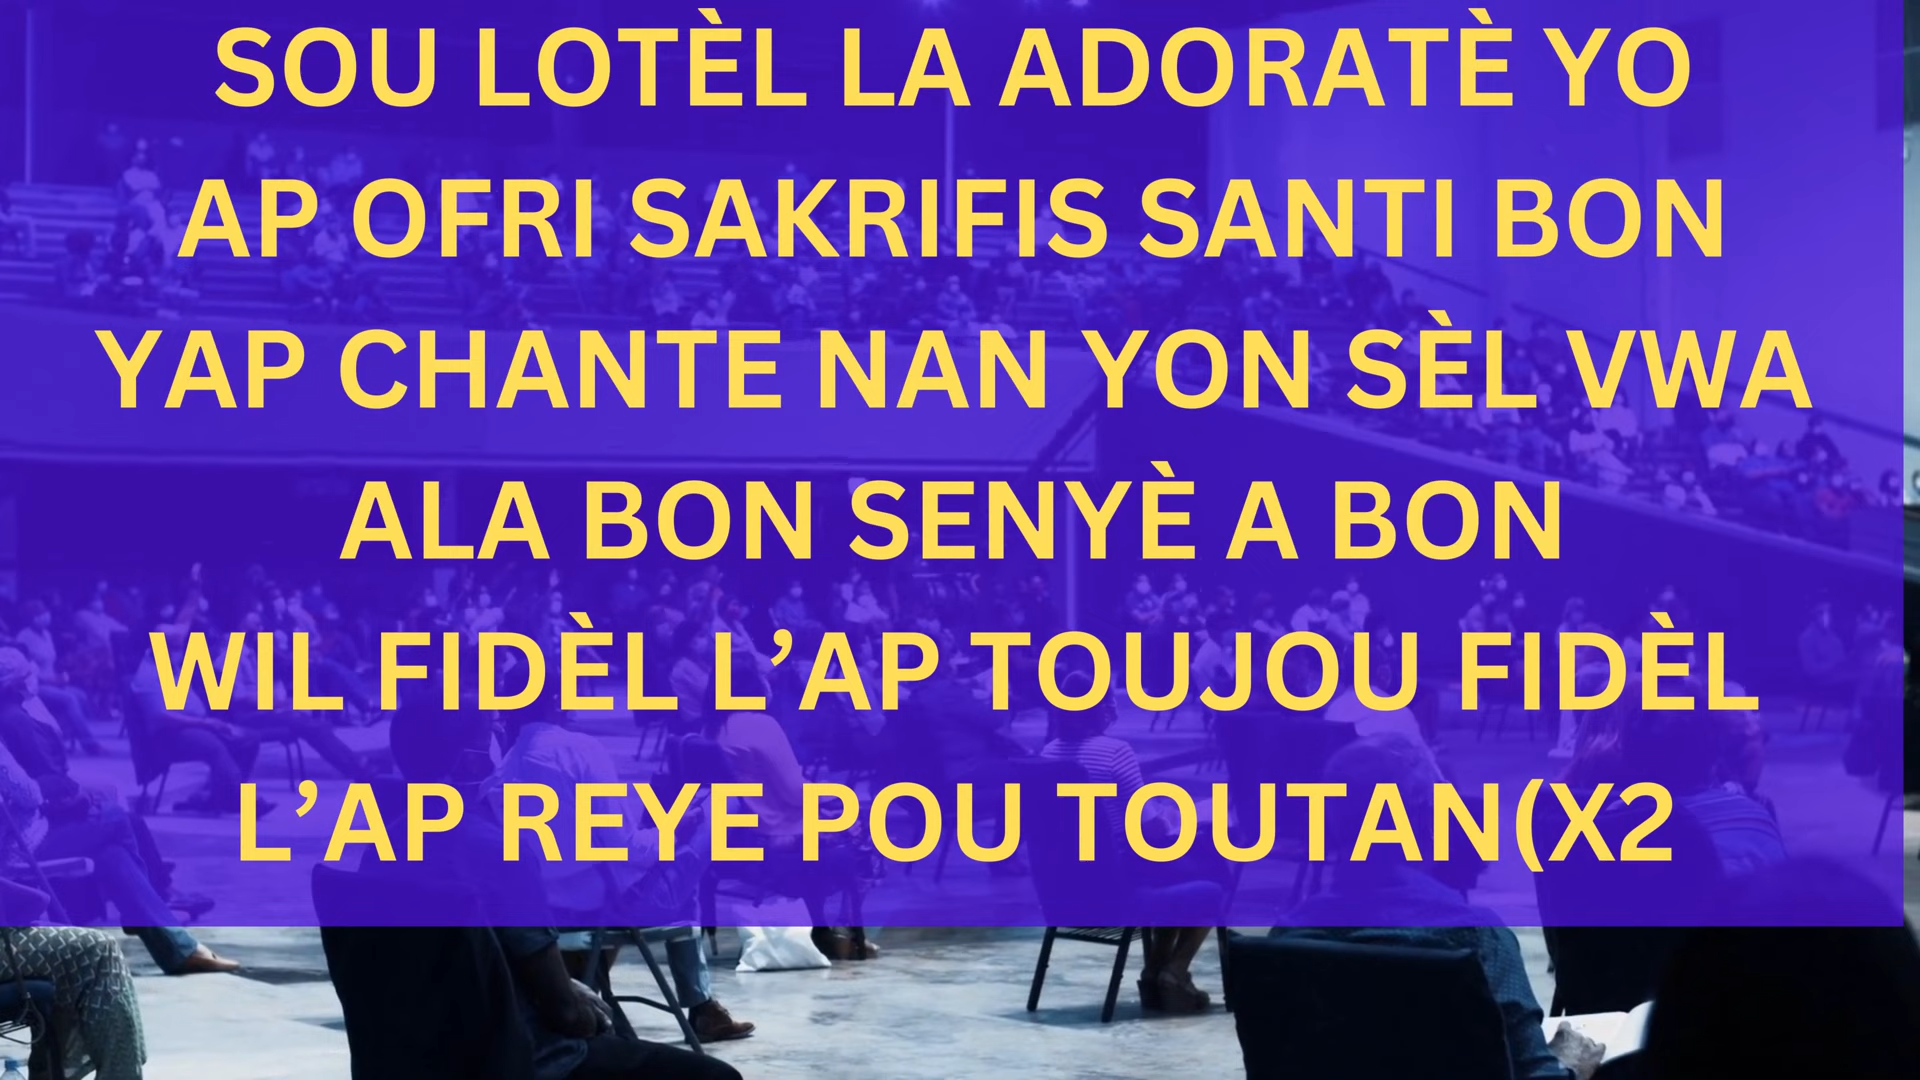 SOU LOTÈL LA ADORATÈ YO
AP OFRI SAKRIFIS SANTI BON
YAP CHANTE NAN YON SÈL VWA
ALA BON SENYÈ A BON
WIL FIDÈL L’AP TOUJOU FIDÈL
L’AP REYE POU TOUTAN(X2